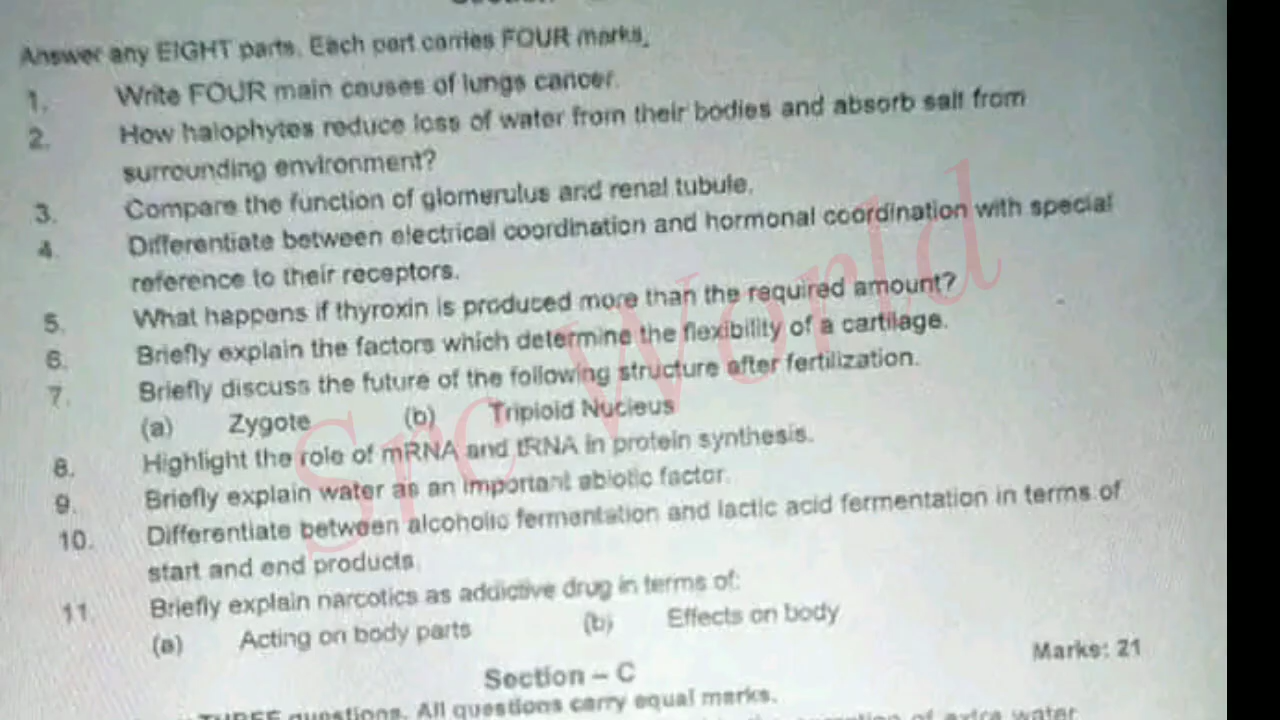 Answer any EIGHT parts. Each part carries FOUR marks.
1. Write FOUR main causes of lungs cancer.
2. How halophytes reduce loss of water from their bodies and absorb salt from
surrounding environment?
3. Compare the function of glomerulus and renal tubule.
4. Differentiate between electrical coordination and hormonal coordination with special
reference to their receptors.
5. What happens if thyroxin is produced more than the required amount?
6. Briefly explain the factors which determine the flexibility of a cartilage.
7. Briefly discuss the future of the following structure after fertilization.
(a) Zygote (b) Triploid Nucleus
8. Highlight the role of mRNA and tRNA in protein synthesis.
9. Briefly explain water as an important abiotic factor.
10. Differentiate between alcoholic fermentation and lactic acid fermentation in terms of
start and end products.
11. Briefly explain narcotics as addictive drug in terms of:
(a) Acting on body parts (b) Effects on body
Marks: 21
Section – C
THREE questions. All questions carry equal marks.
of extra water
Src World